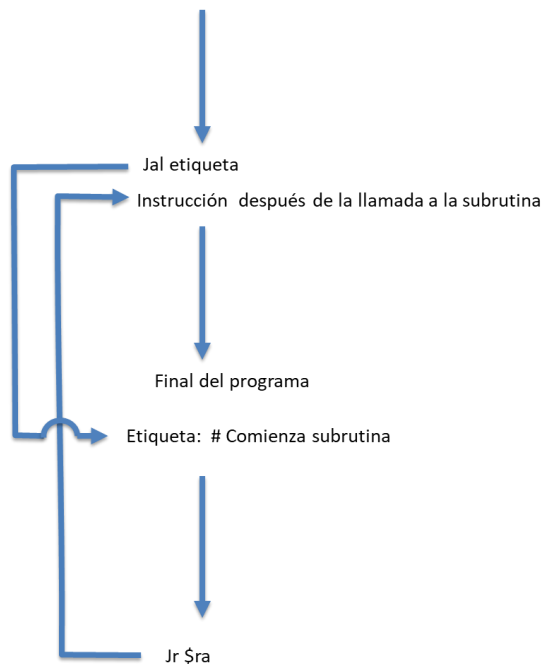 Jal etiqueta
Instrucción después de la llamada a la subrutina
Final del programa
Etiqueta: # Comienza subrutina
Jr $ra